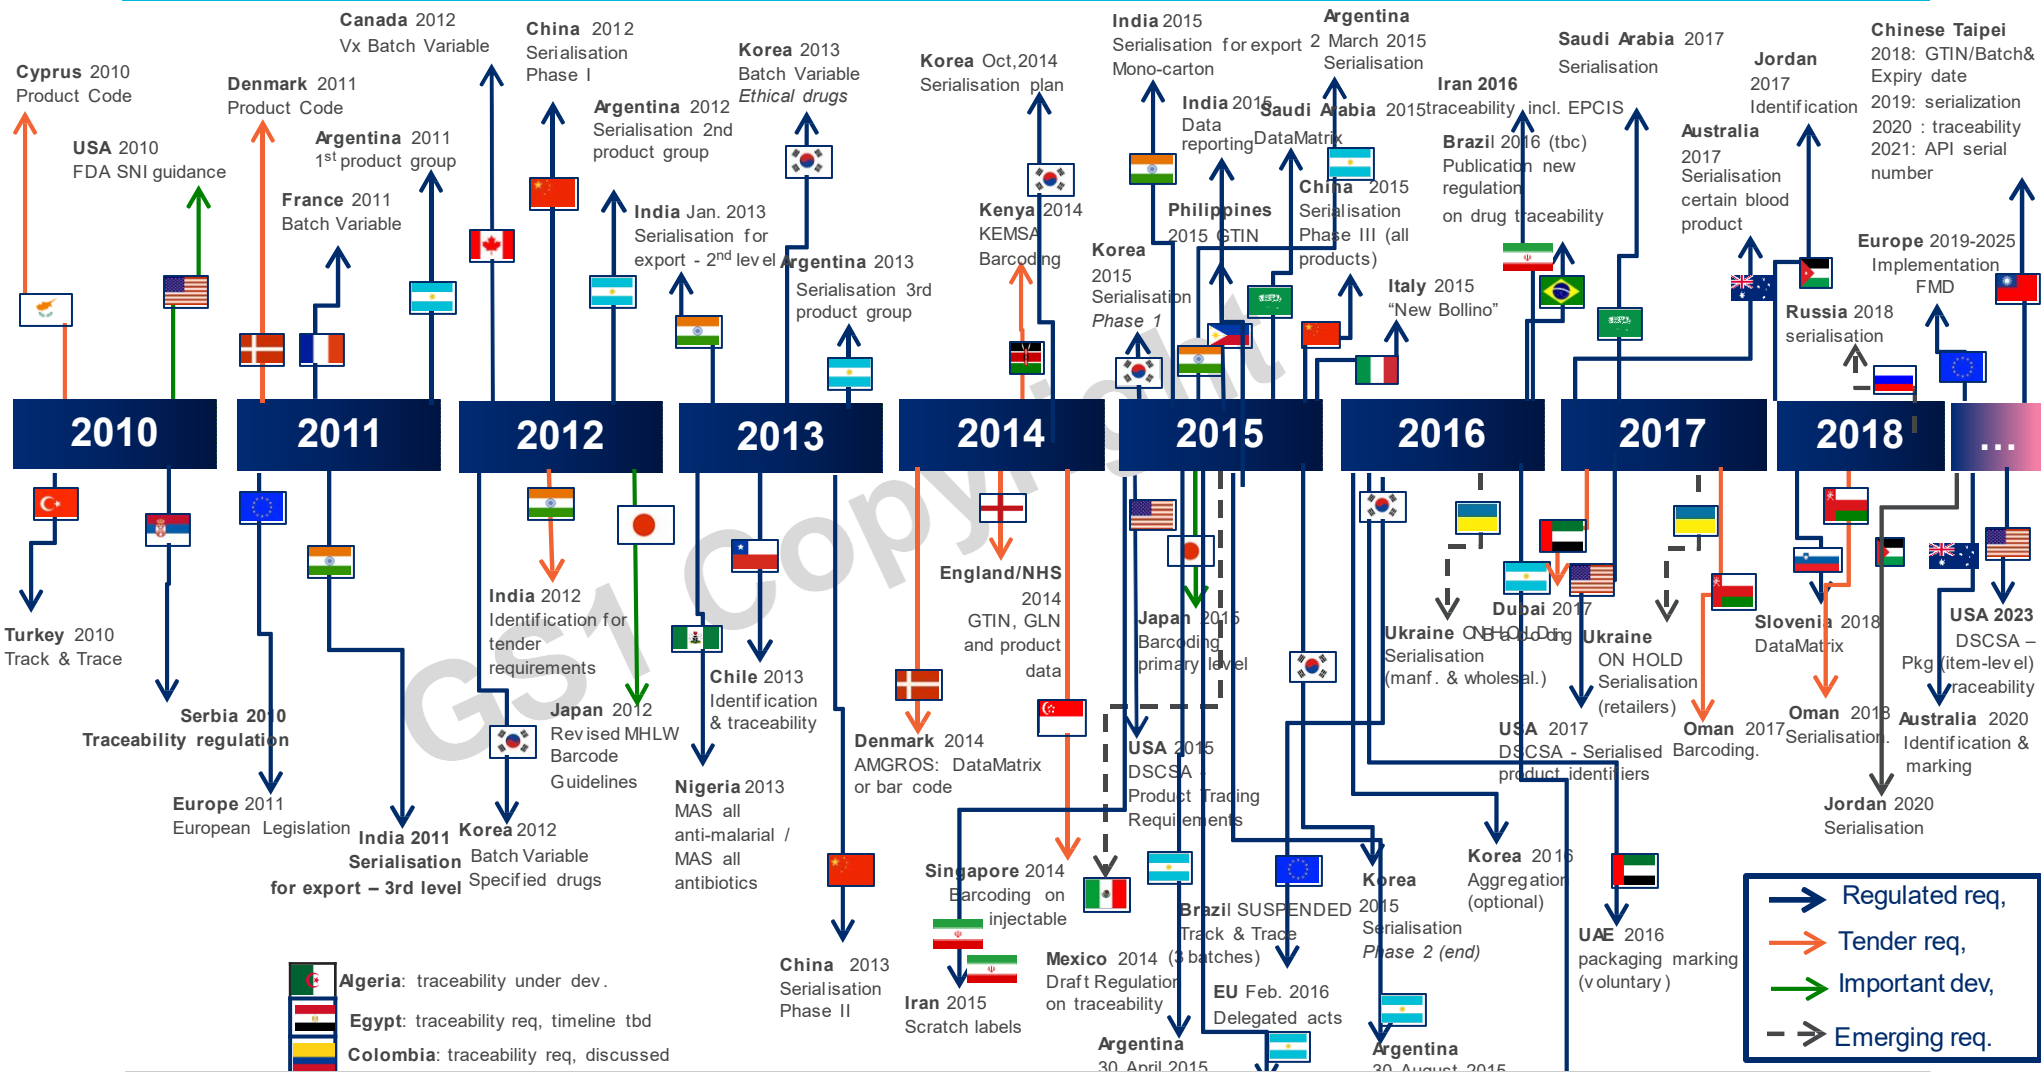 Cyprus 2010
Product Code
USA 2010
FDA SNI guidance
Denmark 2011
Product Code
Argentina 2011
1st product group
France 2011
Batch Variable
Canada 2012
Vx Batch Variable
China 2012
Serialisation
Phase I
Argentina 2012
Serialisation 2nd
product group
India Jan. 2013
Serialisation for
export - 2nd level
Korea 2013
Batch Variable
Ethical drugs
Argentina 2013
Serialisation 3rd
product group
Korea Oct,2014
Serialisation plan
Kenya 2014
KEMSA
Barcoding
India 2015
Serialisation for export
Mono-carton
Korea
2015
Serialisation
Phase 1
India 2015
Data
reporting
Philippines
2015 GTIN
Argentina
2 March 2015
Serialisation
Saudi Arabia 2015
DataMatrix
China 2015
Serialisation
Phase III (all
products)
Italy 2015
“New Bollino”
Iran 2016
traceability incl. EPCIS
Brazil 2016 (tbc)
Publication new
regulation
on drug traceability
Saudi Arabia 2017
Serialisation
Australia
2017
Serialisation
certain blood
product
Jordan
2017
Identification
Russia 2018
serialisation
Chinese Taipei
2018: GTIN/Batch&
Expiry date
2019: serialization
2020 : traceability
2021: API serial
number
Europe 2019-2025
Implementation
FMD
2010
2011
2012
2013
2014
2015
2016
2017
2018
...
GS1 Copyright
Turkey 2010
Track & Trace
Serbia 2010
Traceability regulation
Europe 2011
European Legislation
India 2011
Serialisation
for export – 3rd level
Korea 2012
Batch Variable
Specified drugs
India 2012
Identification for
tender
requirements
Japan 2012
Revised MHLW
Barcode
Guidelines
Nigeria 2013
MAS all
anti-malarial /
MAS all
antibiotics
Chile 2013
Identification
& traceability
China 2013
Serialisation
Phase II
Denmark 2014
AMGROS: DataMatrix
or bar code
England/NHS
2014
GTIN, GLN
and product
data
Singapore 2014
Barcoding on
injectable
Iran 2015
Scratch labels
Mexico 2014
Draft Regulation
on traceability
Japan 2015
Barcoding
primary level
USA 2015
DSCSA -
Product Tracing
Requirements
Argentina
30 April 2015
Brazil SUSPENDED
Track & Trace
(3 batches)
EU Feb. 2016
Delegated acts
Korea
2015
Serialisation
Phase 2 (end)
Argentina
30 August 2015
Korea 2016
Aggregation
(optional)
UAE 2016
packaging marking
(voluntary)
Ukraine ON HOLD
Serialisation
(manf. & wholesal.)
Dubai 2017
USA 2017
DSCSA - Serialised
product identifiers
Ukraine
ON HOLD
Serialisation
(retailers)
Oman 2017
Barcoding.
Slovenia 2018
DataMatrix
Oman 2018
Serialisation.
Jordan 2020
Serialisation
Australia 2020
Identification &
marking
USA 2023
DSCSA –
Pkg (item-level)
raceability
Algeria: traceability under dev.
Egypt: traceability req, timeline tbd
Colombia: traceability req, discussed
Regulated req,
Tender req,
Important dev,
Emerging req.